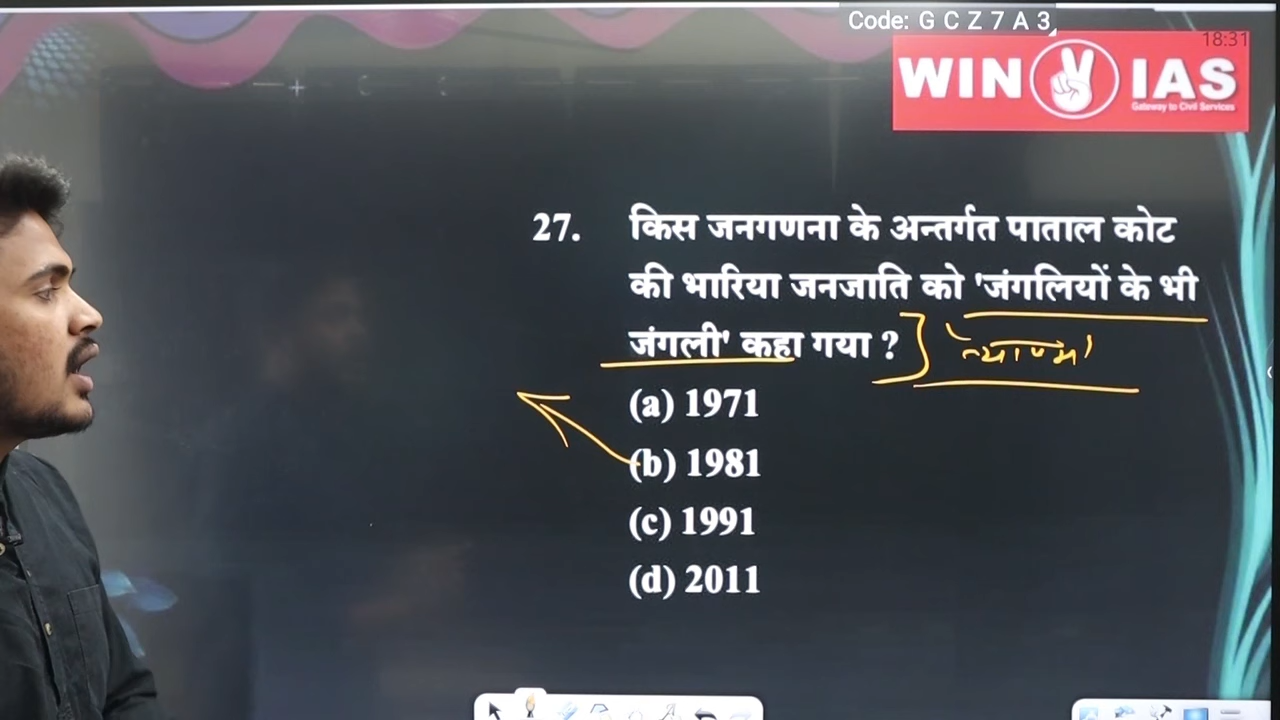 Code: G C Z 7 A 3
18:31
WIN IAS
Gateway to Civil Services
27. किस जनगणना के अन्तर्गत पाताल कोट
की भारिया जनजाति को 'जंगलियों के भी
जंगली' कहा गया ?
(a) 1971
(b) 1981
(c) 1991
(d) 2011